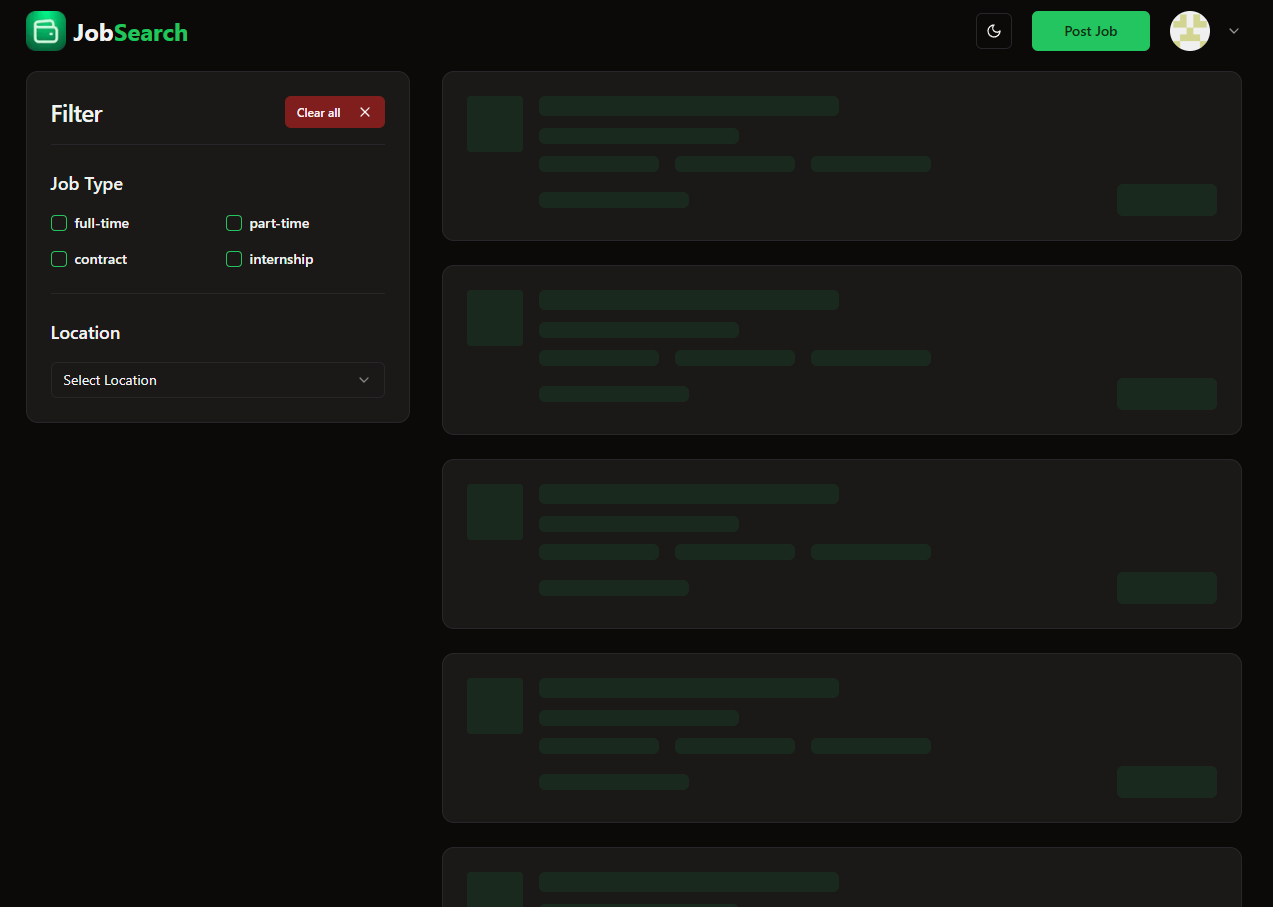 JobSearch
Post Job
Filter
Clear all
Job Type
full-time
part-time
contract
internship
Location
Select Location